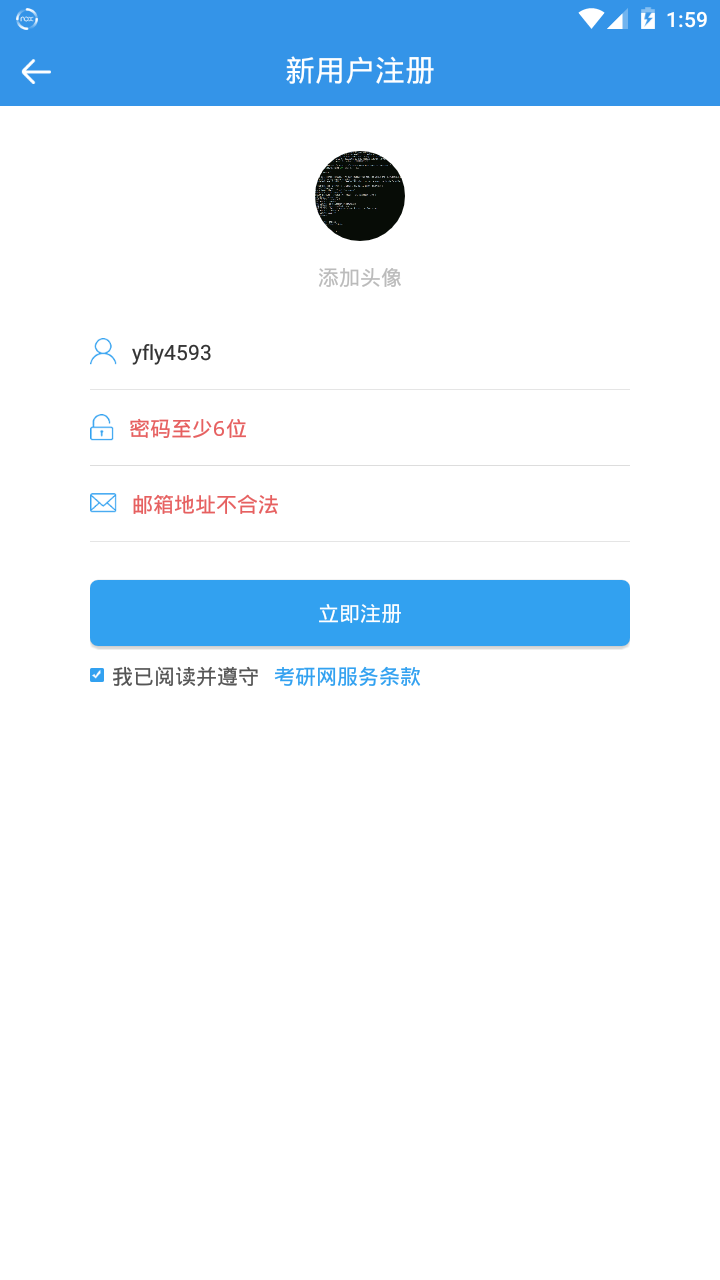 nox
1:59
新用户注册
添加头像
yfly4593
密码至少6位
邮箱地址不合法
立即注册
我已阅读并遵守 考研网服务条款